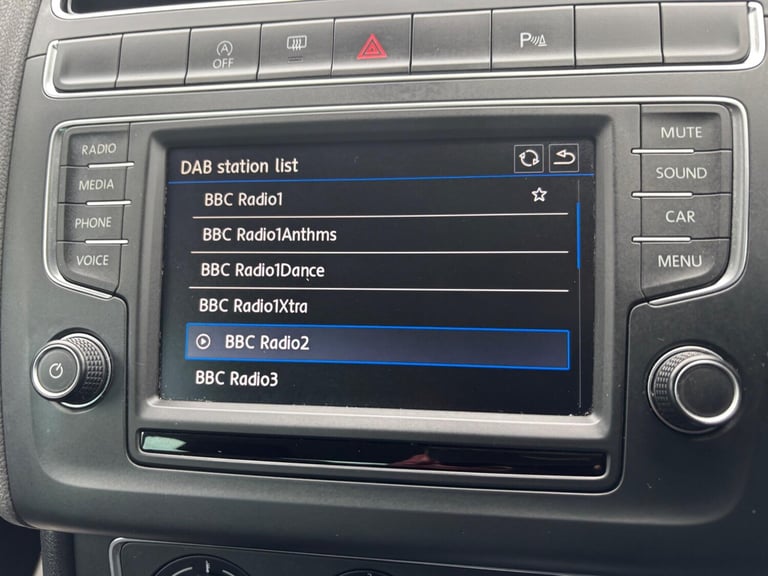 A
OFF
P
RADIO
MEDIA
PHONE
VOICE
DAB station list
BBC Radio1
BBC Radio1Anthms
BBC Radio1Dance
BBC Radio1Xtra
BBC Radio2
BBC Radio3
MUTE
SOUND
CAR
MENU